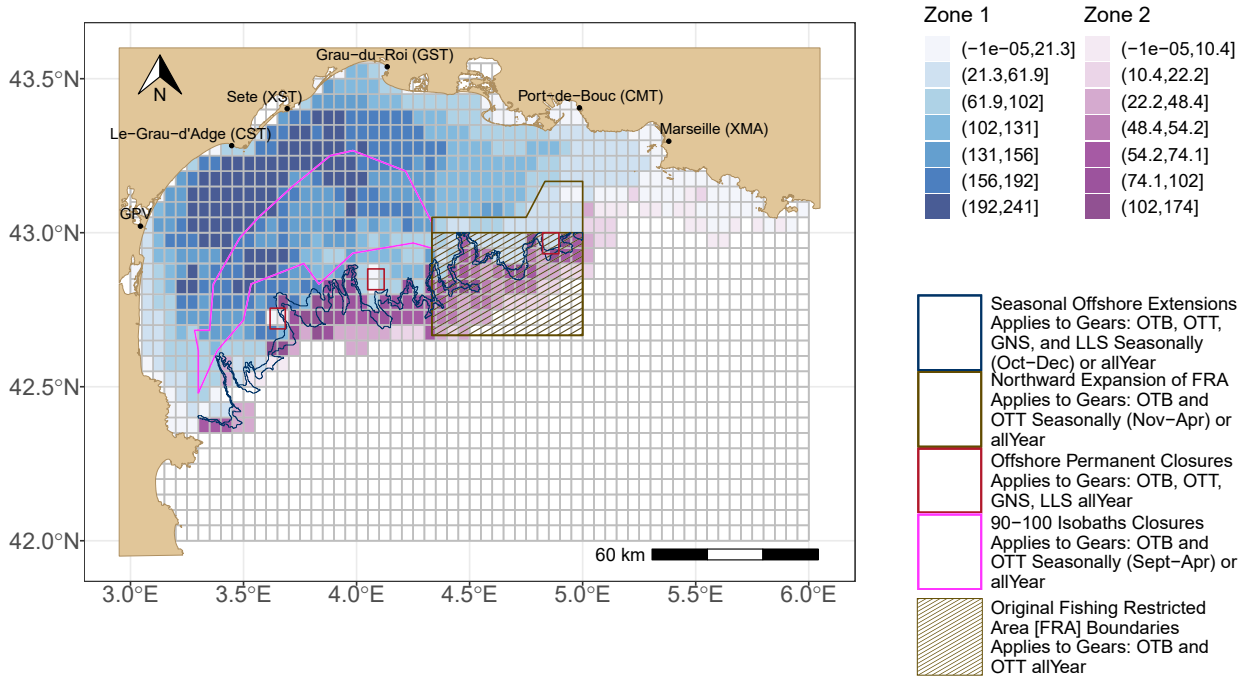 Grau−du−Roi (GST)
Sete (XST)
Port−de−Bouc (CMT)
Le−Grau−d'Adge (CST)
Marseille (XMA)
GPV
N
43.5°N
43.0°N
42.5°N
42.0°N
60 km
3.0°E 3.5°E 4.0°E 4.5°E 5.0°E 5.5°E 6.0°E
Zone 1
(−1e−05,21.3]
(21.3,61.9]
(61.9,102]
(102,131]
(131,156]
(156,192]
(192,241]
Zone 2
(−1e−05,10.4]
(10.4,22.2]
(22.2,48.4]
(48.4,54.2]
(54.2,74.1]
(74.1,102]
(102,174]
Seasonal Offshore Extensions
Applies to Gears: OTB, OTT,
GNS, and LLS Seasonally
(Oct−Dec) or allYear
Northward Expansion of FRA
Applies to Gears: OTB and
OTT Seasonally (Nov−Apr) or
allYear
Offshore Permanent Closures
Applies to Gears: OTB, OTT,
GNS, LLS allYear
90−100 Isobaths Closures
Applies to Gears: OTB and
OTT Seasonally (Sept−Apr) or
allYear
Original Fishing Restricted
Area [FRA] Boundaries
Applies to Gears: OTB and
OTT allYear